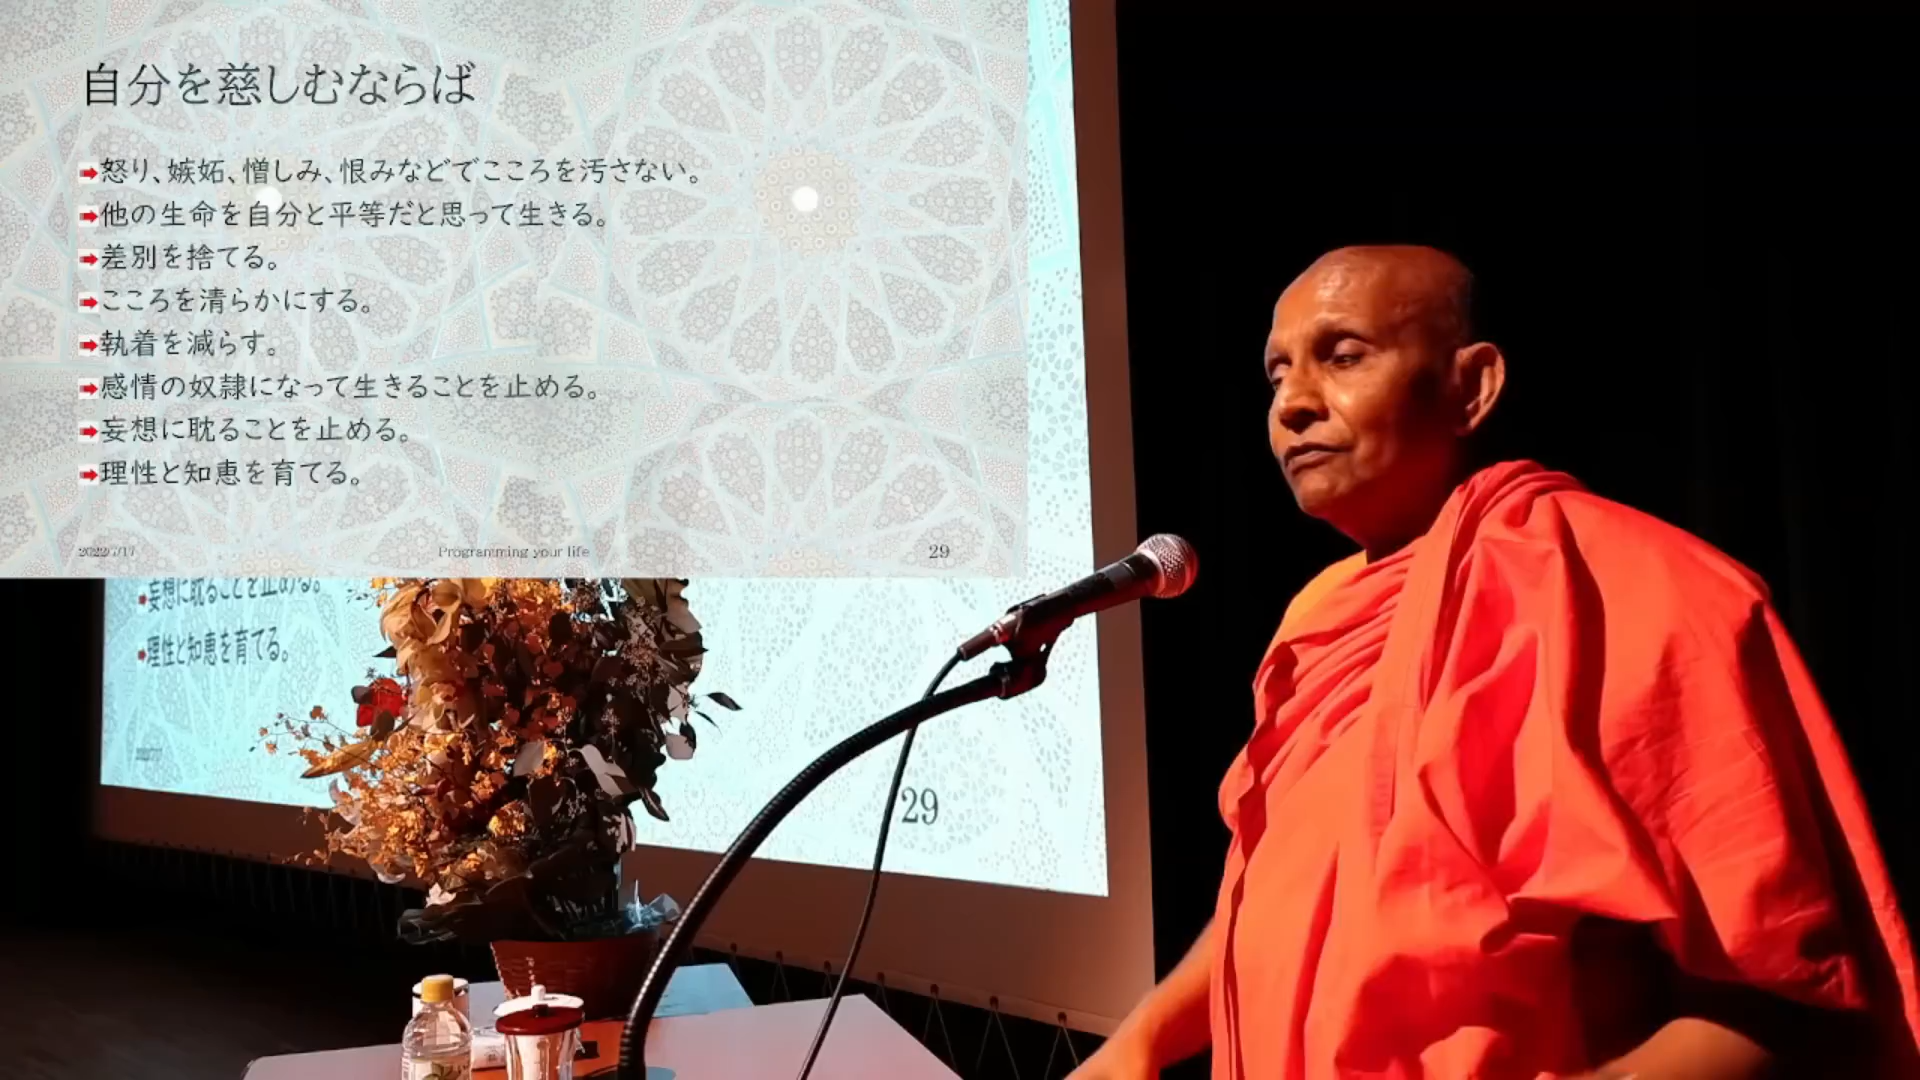 自分を慈しむならば
怒り、嫉妬、憎しみ、恨みなどでこころを汚さない。
他の生命を自分と平等だと思って生きる。
差別を捨てる。
こころを清らかにする。
執着を減らす。
感情の奴隷になって生きることを止める。
妄想に耽ることを止める。
理性と知恵を育てる。
2022/7/17
Programming your life
29
妄想に耽ることを止める。
理性と知恵を育てる。
29